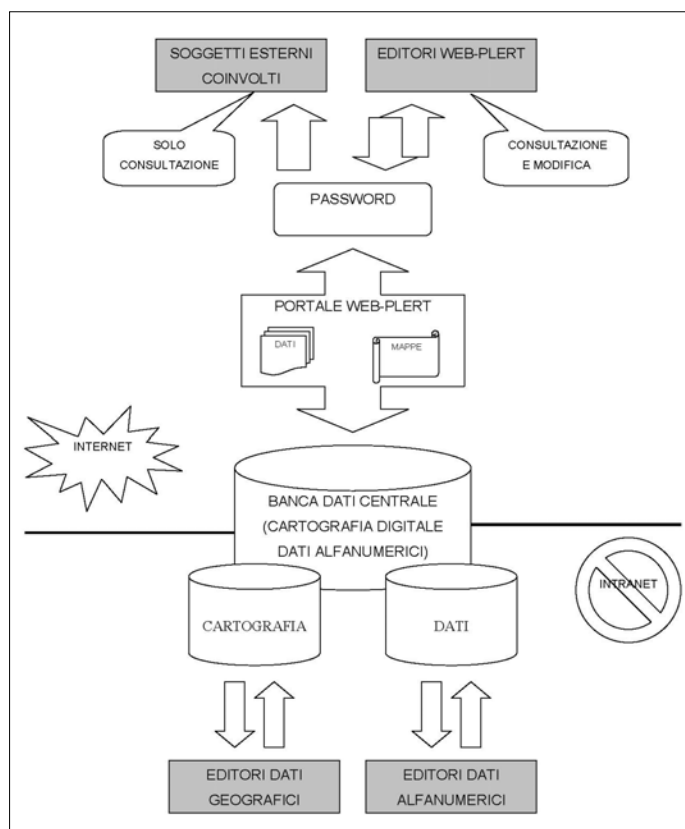 SOGGETTI ESTERNI
COINVOLTI
EDITORI WEB-PLERT
SOLO
CONSULTAZIONE
CONSULTAZIONE
E MODIFICA
PASSWORD
PORTALE WEB-PLERT
DATI
MAPPE
INTERNET
BANCA DATI CENTRALE
(CARTOGRAFIA DIGITALE
DATI ALFANUMERICI)
INTRANET
CARTOGRAFIA
DATI
EDITORI DATI
GEOGRAFICI
EDITORI DATI
ALFANUMERICI